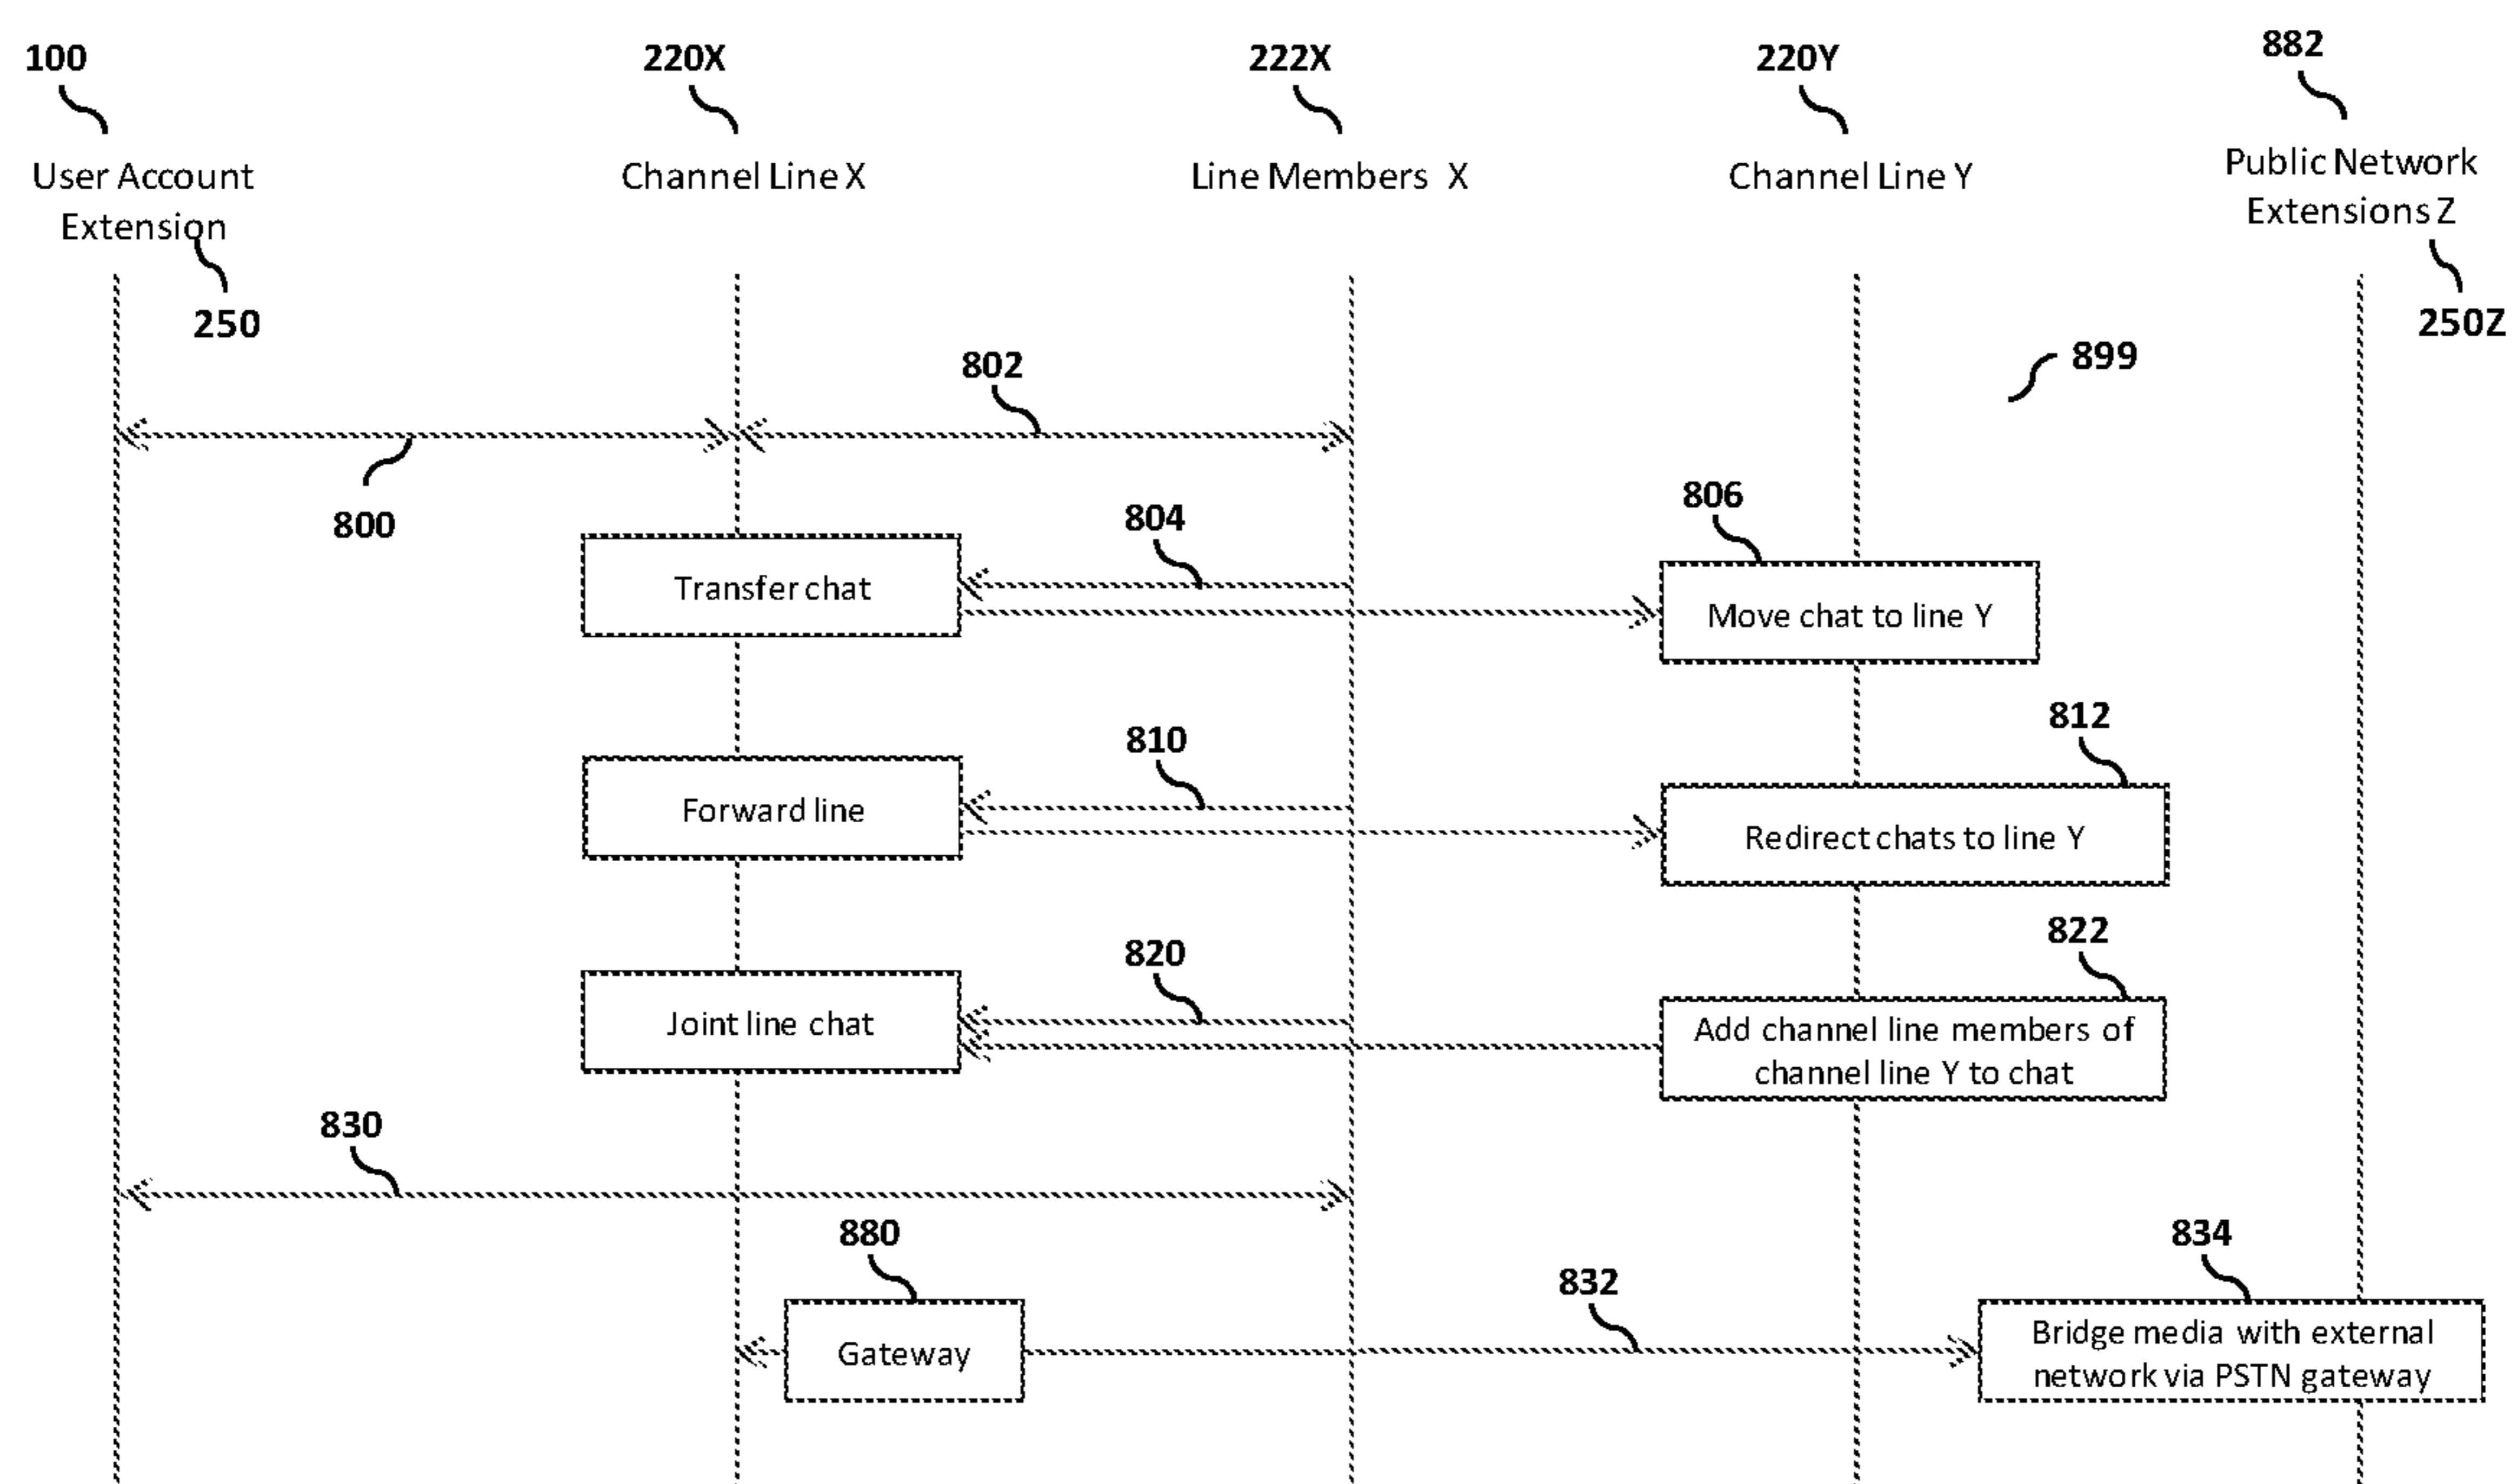 100
220X
222X
220Y
882
User Account
Extension
Channel Line X
Line Members X
Channel Line Y
Public Network
Extensions Z
250
250Z
899
802
800
806
804
Transfer chat
Move chat to line Y
812
810
Forward line
Redirect chats to line Y
822
820
Joint line chat
Add channel line members of
channel line Y to chat
830
880
834
832
Gateway
Bridge media with external
network via PSTN gateway